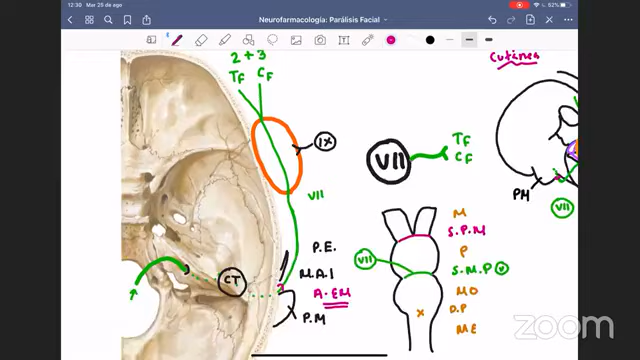 12:30 Mar 25 de ago
62%
Neurofarmacología: Parálisis Facial
Cutánea
2 + 3
TF CF
IX
VII
VII
TF
CF
PM
VII
P.E.
M.A.I
A.EM
P.M
CT
M
S.P.M
P
VII
S.M.P
MO
D.P
X
ME
zoom